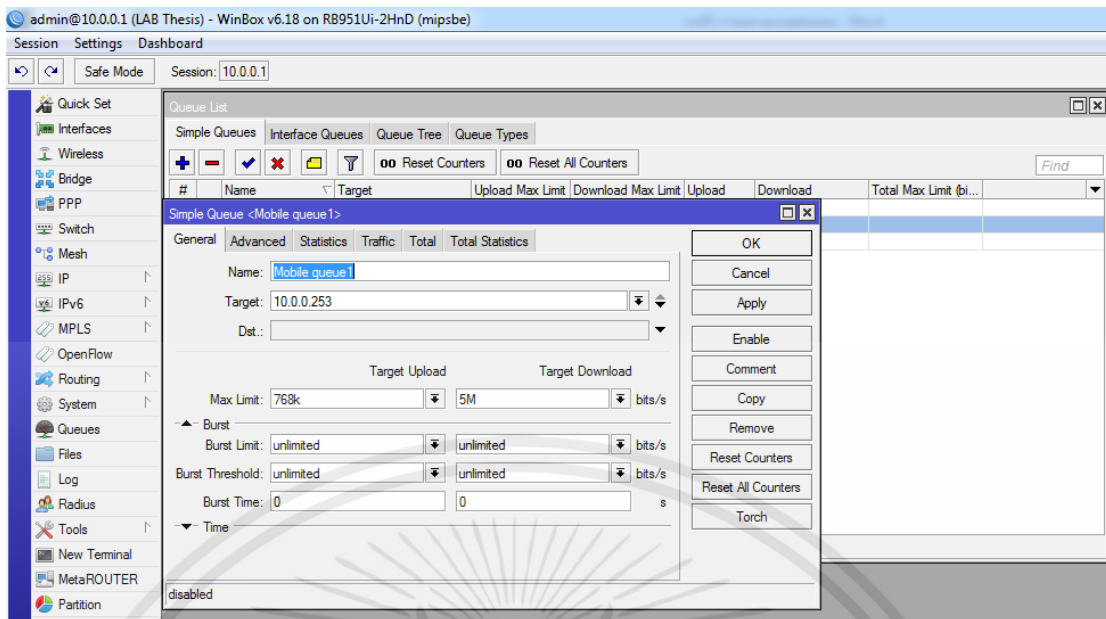 admin@10.0.0.1 (LAB Thesis) - WinBox v6.18 on RB951Ui-2HnD (mipsbe)
Session Settings Dashboard
Safe Mode Session: 10.0.0.1
Quick Set
Interfaces
Wireless
Bridge
PPP
Switch
Mesh
IP
IPv6
MPLS
OpenFlow
Routing
System
Queues
Files
Log
Radius
Tools
New Terminal
MetaROUTER
Partition
Queue List
Simple Queues Interface Queues Queue Tree Queue Types
00 Reset Counters 00 Reset All Counters Find
# Name Target Upload Max Limit Download Max Limit Upload Download Total Max Limit (bi...
Simple Queue <Mobile queue1>
General Advanced Statistics Traffic Total Total Statistics
Name: Mobile queue1
Target: 10.0.0.253
Dst.:
Target Upload Target Download
Max Limit: 768k 5M bits/s
Burst
Burst Limit: unlimited unlimited bits/s
Burst Threshold: unlimited unlimited bits/s
Burst Time: 0 0 s
Time
disabled
OK
Cancel
Apply
Enable
Comment
Copy
Remove
Reset Counters
Reset All Counters
Torch